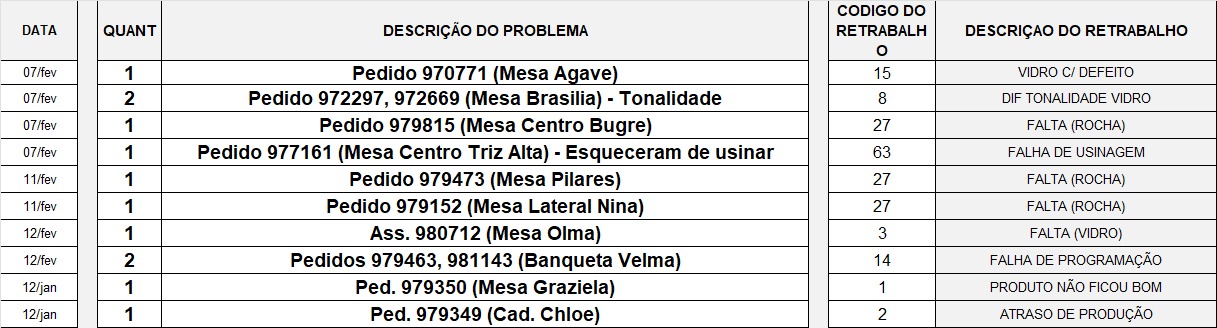 DATA QUANT DESCRIÇÃO DO PROBLEMA CODIGO DO RETRABALHO DESCRIÇAO DO RETRABALHO
07/fev 1 Pedido 970771 (Mesa Agave) 15 VIDRO C/ DEFEITO
07/fev 2 Pedido 972297, 972669 (Mesa Brasilia) - Tonalidade 8 DIF TONALIDADE VIDRO
07/fev 1 Pedido 979815 (Mesa Centro Bugre) 27 FALTA (ROCHA)
07/fev 1 Pedido 977161 (Mesa Centro Triz Alta) - Esqueceram de usinar 63 FALHA DE USINAGEM
11/fev 1 Pedido 979473 (Mesa Pilares) 27 FALTA (ROCHA)
11/fev 1 Pedido 979152 (Mesa Lateral Nina) 27 FALTA (ROCHA)
12/fev 1 Ass. 980712 (Mesa Olma) 3 FALTA (VIDRO)
12/fev 2 Pedidos 979463, 981143 (Banqueta Velma) 14 FALHA DE PROGRAMAÇÃO
12/jan 1 Ped. 979350 (Mesa Graziela) 1 PRODUTO NÃO FICOU BOM
12/jan 1 Ped. 979349 (Cad. Chloe) 2 ATRASO DE PRODUÇÃO